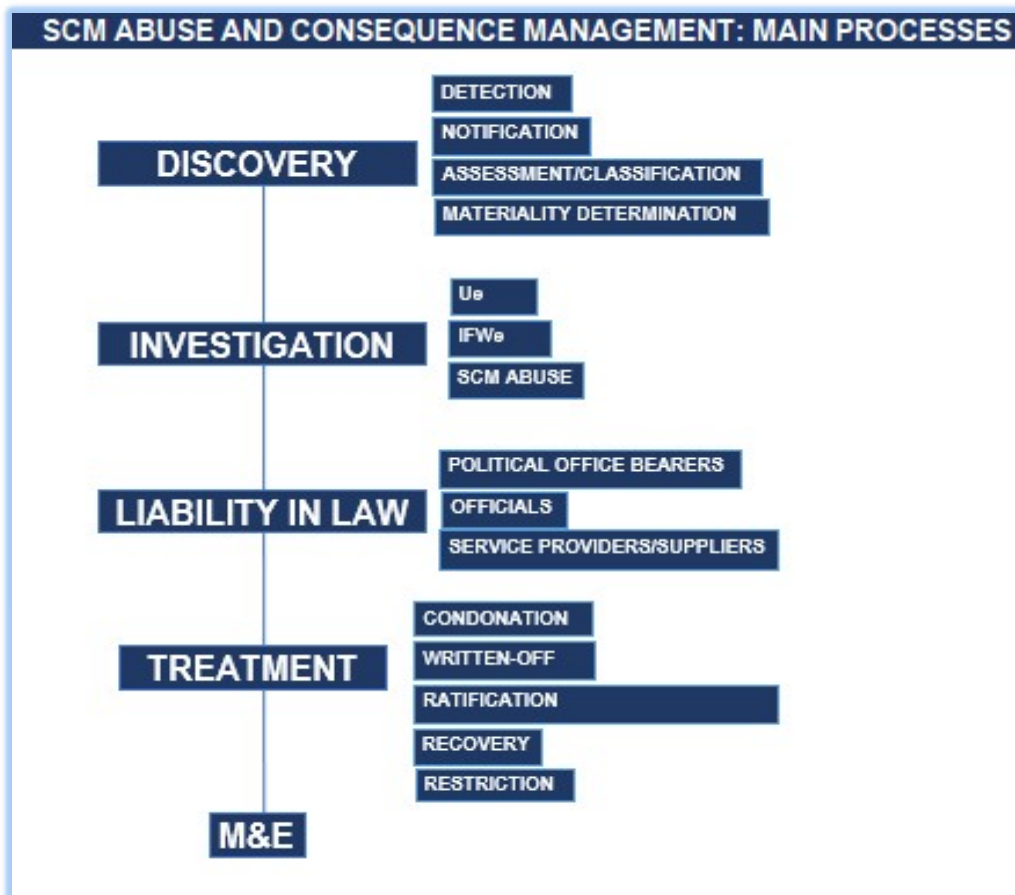 SCM ABUSE AND CONSEQUENCE MANAGEMENT: MAIN PROCESSES
DISCOVERY
DETECTION
NOTIFICATION
ASSESSMENT/CLASSIFICATION
MATERIALITY DETERMINATION
INVESTIGATION
Ue
IFWe
SCM ABUSE
LIABILITY IN LAW
POLITICAL OFFICE BEARERS
OFFICIALS
SERVICE PROVIDERS/SUPPLIERS
TREATMENT
CONDONATION
WRITTEN-OFF
RATIFICATION
RECOVERY
RESTRICTION
M&E